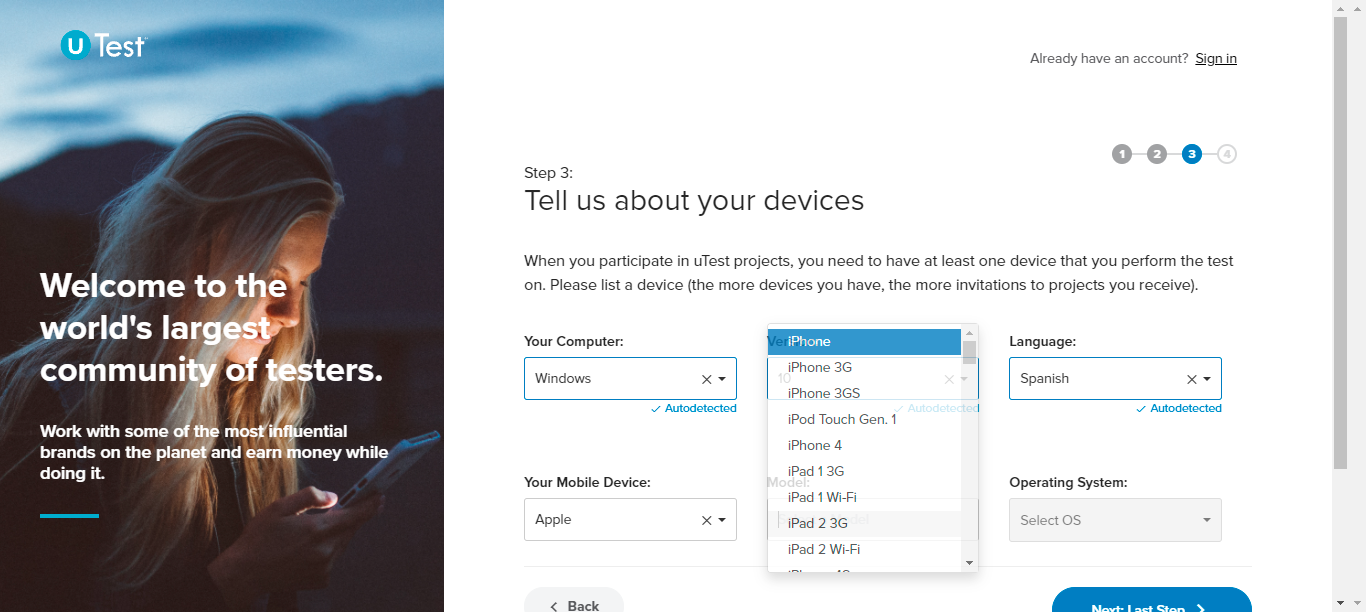 uTest
Already have an account? Sign in
1 2 3 4
Step 3:
Tell us about your devices
When you participate in uTest projects, you need to have at least one device that you perform the test
on. Please list a device (the more devices you have, the more invitations to projects you receive).
Welcome to the
world's largest
community of testers.
Work with some of the most influential
brands on the planet and earn money while
doing it.
Your Computer:
Windows
Autodetected
10
Autodetected
Language:
Spanish
Autodetected
Your Mobile Device:
Apple
Model:
iPhone
iPhone 3G
iPhone 3GS
iPod Touch Gen. 1
iPhone 4
iPad 1 3G
iPad 1 Wi-Fi
iPad 2 3G
iPad 2 Wi-Fi
Operating System:
Select OS
Back
Next: Last Step